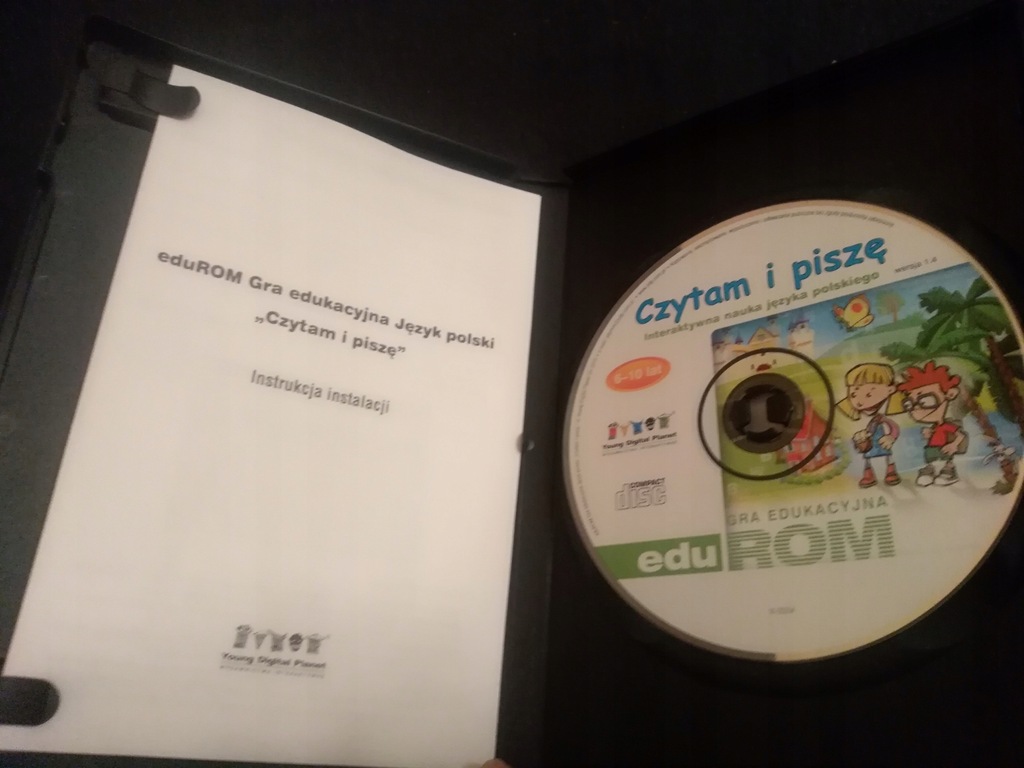 eduROM Gra edukacyjna Język polski
„Czytam i piszę”
Instrukcja instalacji
Young Digital Planet
Czytam i piszę
Interaktywna nauka języka polskiego
wersja 1.4
6–10 lat
Young Digital Planet
COMPACT
disc
GRA EDUKACYJNA
edu ROM